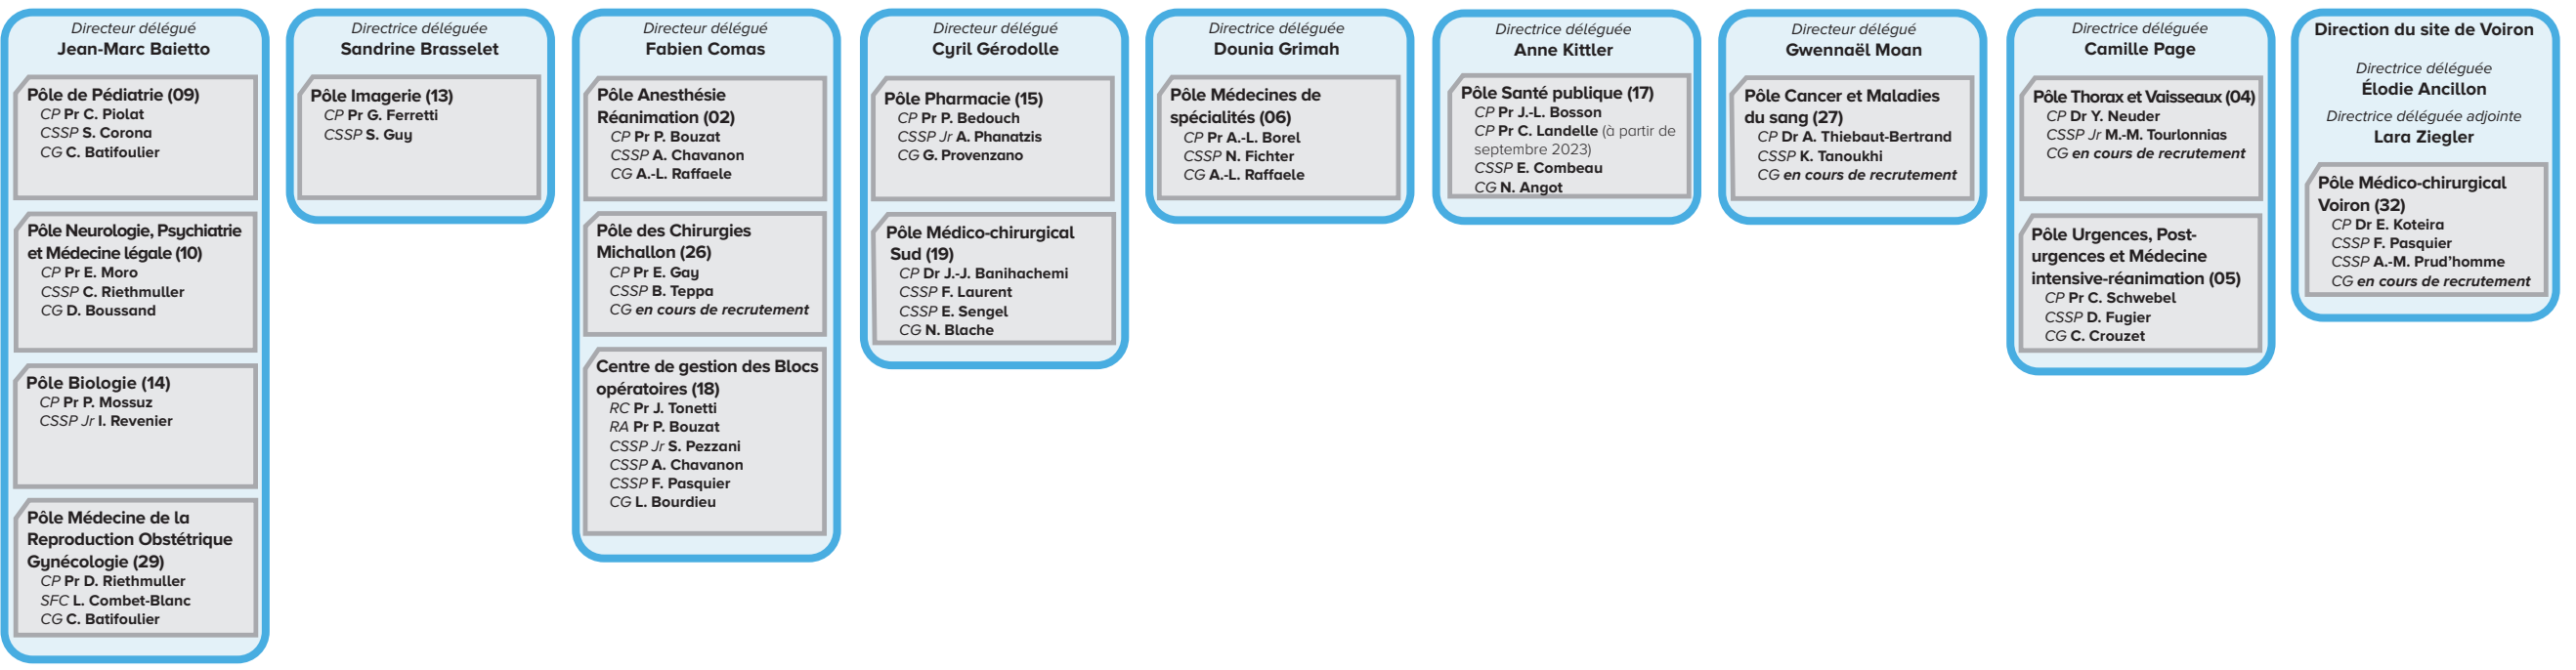 Directeur délégué
Jean-Marc Baietto
Pôle de Pédiatrie (09)
CP Pr C. Piolat
CSSP S. Corona
CG C. Batifoulier
Pôle Neurologie, Psychiatrie
et Médecine légale (10)
CP Pr E. Moro
CSSP C. Riethmuller
CG D. Boussand
Pôle Biologie (14)
CP Pr P. Mossuz
CSSP Jr I. Revenier
Pôle Médecine de la
Reproduction Obstétrique
Gynécologie (29)
CP Pr D. Riethmuller
SFC L. Combet-Blanc
CG C. Batifoulier
Directrice déléguée
Sandrine Brasselet
Pôle Imagerie (13)
CP Pr G. Ferretti
CSSP S. Guy
Directeur délégué
Fabien Comas
Pôle Anesthésie
Réanimation (02)
CP Pr P. Bouzat
CSSP A. Chavanon
CG A.-L. Raffaele
Pôle des Chirurgies
Michallon (26)
CP Pr E. Gay
CSSP B. Teppa
CG en cours de recrutement
Centre de gestion des Blocs
opératoires (18)
RC Pr J. Tonetti
RA Pr P. Bouzat
CSSP Jr S. Pezzani
CSSP A. Chavanon
CSSP F. Pasquier
CG L. Bourdieu
Directeur délégué
Cyril Gérodolle
Pôle Pharmacie (15)
CP Pr P. Bedouch
CSSP Jr A. Phanatzis
CG G. Provenzano
Pôle Médico-chirurgical
Sud (19)
CP Dr J.-J. Banihachemi
CSSP F. Laurent
CSSP E. Sengel
CG N. Blache
Directrice déléguée
Dounia Grimah
Pôle Médecines de
spécialités (06)
CP Pr A.-L. Borel
CSSP N. Fichter
CG A.-L. Raffaele
Directrice déléguée
Anne Kittler
Pôle Santé publique (17)
CP Pr J.-L. Bosson
CP Pr C. Landelle (à partir de
septembre 2023)
CSSP E. Combeau
CG N. Angot
Directeur délégué
Gwennaël Moan
Pôle Cancer et Maladies
du sang (27)
CP Dr A. Thiebaut-Bertrand
CSSP K. Tanoukhi
CG en cours de recrutement
Directrice déléguée
Camille Page
Pôle Thorax et Vaisseaux (04)
CP Dr Y. Neuder
CSSP Jr M.-M. Tourlonnias
CG en cours de recrutement
Pôle Urgences, Post-
urgences et Médecine
intensive-réanimation (05)
CP Pr C. Schwebel
CSSP D. Fugier
CG C. Crouzet
Direction du site de Voiron
Directrice déléguée
Élodie Ancillon
Directrice déléguée adjointe
Lara Ziegler
Pôle Médico-chirurgical
Voiron (32)
CP Dr E. Koteira
CSSP F. Pasquier
CSSP A.-M. Prud'homme
CG en cours de recrutement